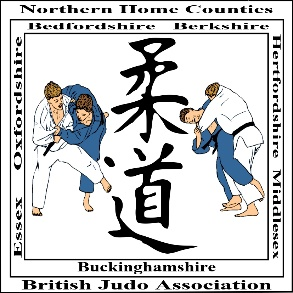 Northern Home Counties
Bedfordshire Berkshire
Essex Oxfordshire
柔道
Hertfordshire Middlesex
Buckinghamshire
British Judo Association